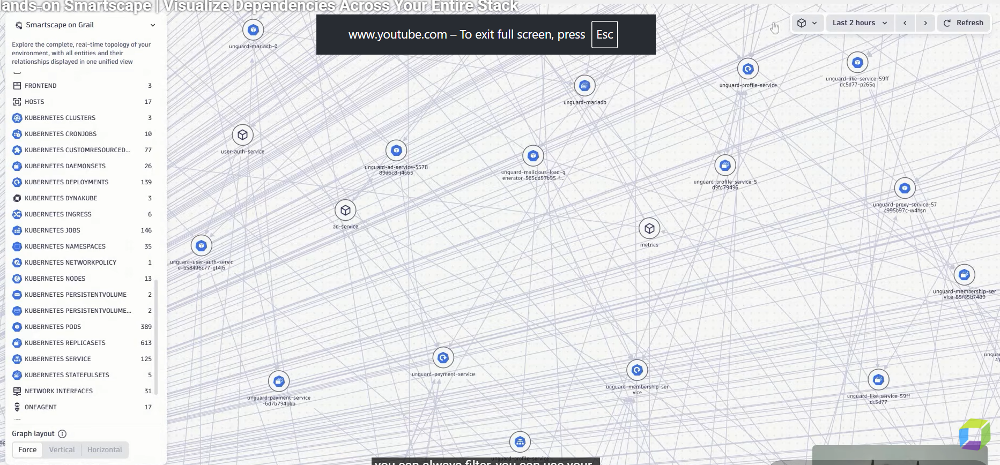 ands-on Smartscape | Visualize Dependencies Across Your Entire Stack
Smartscape on Grail
Explore the complete, real-time topology of your
environment, with all entities and their
relationships displayed in one unified view
FRONTEND 3
HOSTS 17
KUBERNETES CLUSTERS 3
KUBERNETES CRONJOBS 10
KUBERNETES CUSTOMRESOURCED... 77
KUBERNETES DAEMONSETS 26
KUBERNETES DEPLOYMENTS 139
KUBERNETES DYNAKUBE 3
KUBERNETES INGRESS 6
KUBERNETES JOBS 146
KUBERNETES NAMESPACES 35
KUBERNETES NETWORKPOLICY 1
KUBERNETES NODES 13
KUBERNETES PERSISTENTVOLUME 2
KUBERNETES PERSISTENTVOLUME... 2
KUBERNETES PODS 389
KUBERNETES REPLICASETS 613
KUBERNETES SERVICE 125
KUBERNETES STATEFULSETS 5
NETWORK INTERFACES 31
ONEAGENT 17
Graph layout
Force Vertical Horizontal
www.youtube.com – To exit full screen, press Esc
Last 2 hours
Refresh
unguard-mariadb-0
unguard-mariadb
unguard-profile-service
unguard-like-service-59ff
dc5d77-p265q
user-auth-service
unguard-ad-service-5578
89d6c8-j4665
unguard-malicious-load-g
enerator-565dd57b95-f...
unguard-profile-service-5
d9fd79496
unguard-proxy-service-57
c995b97c-w4hsn
ad-service
metrics
unguard-user-auth-servic
e-b58496c77-gt4j6
unguard-membership-ser
vice-85f85b7489
unguard-payment-service
unguard-payment-service
-6d7b794bbb
unguard-membership-ser
vice
unguard-like-service-59ff
dc5d77
unguard-profile-service
you can always filter, you can use your